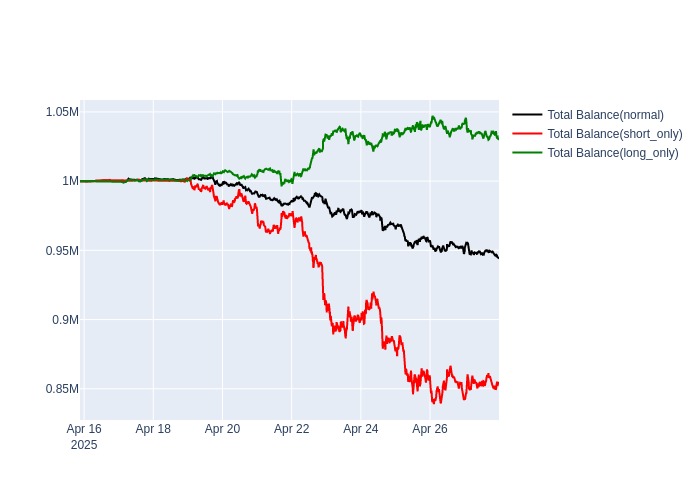 1.05M
1M
0.95M
0.9M
0.85M
Apr 16
2025
Apr 18
Apr 20
Apr 22
Apr 24
Apr 26
Total Balance(normal)
Total Balance(short_only)
Total Balance(long_only)